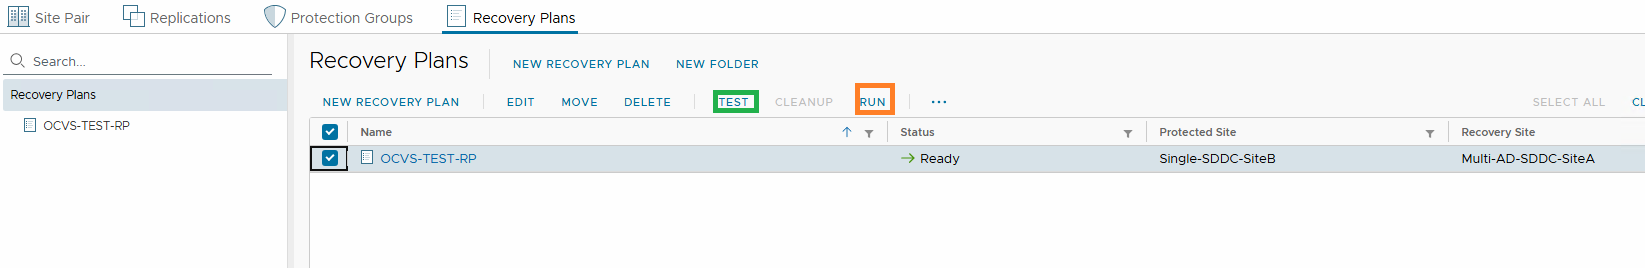 Site Pair Replications Protection Groups Recovery Plans
Search...
Recovery Plans
OCVS-TEST-RP
Recovery Plans NEW RECOVERY PLAN NEW FOLDER
NEW RECOVERY PLAN EDIT MOVE DELETE TEST CLEANUP RUN ... SELECT ALL CL
Name Status Protected Site Recovery Site
OCVS-TEST-RP Ready Single-SDDC-SiteB Multi-AD-SDDC-SiteA